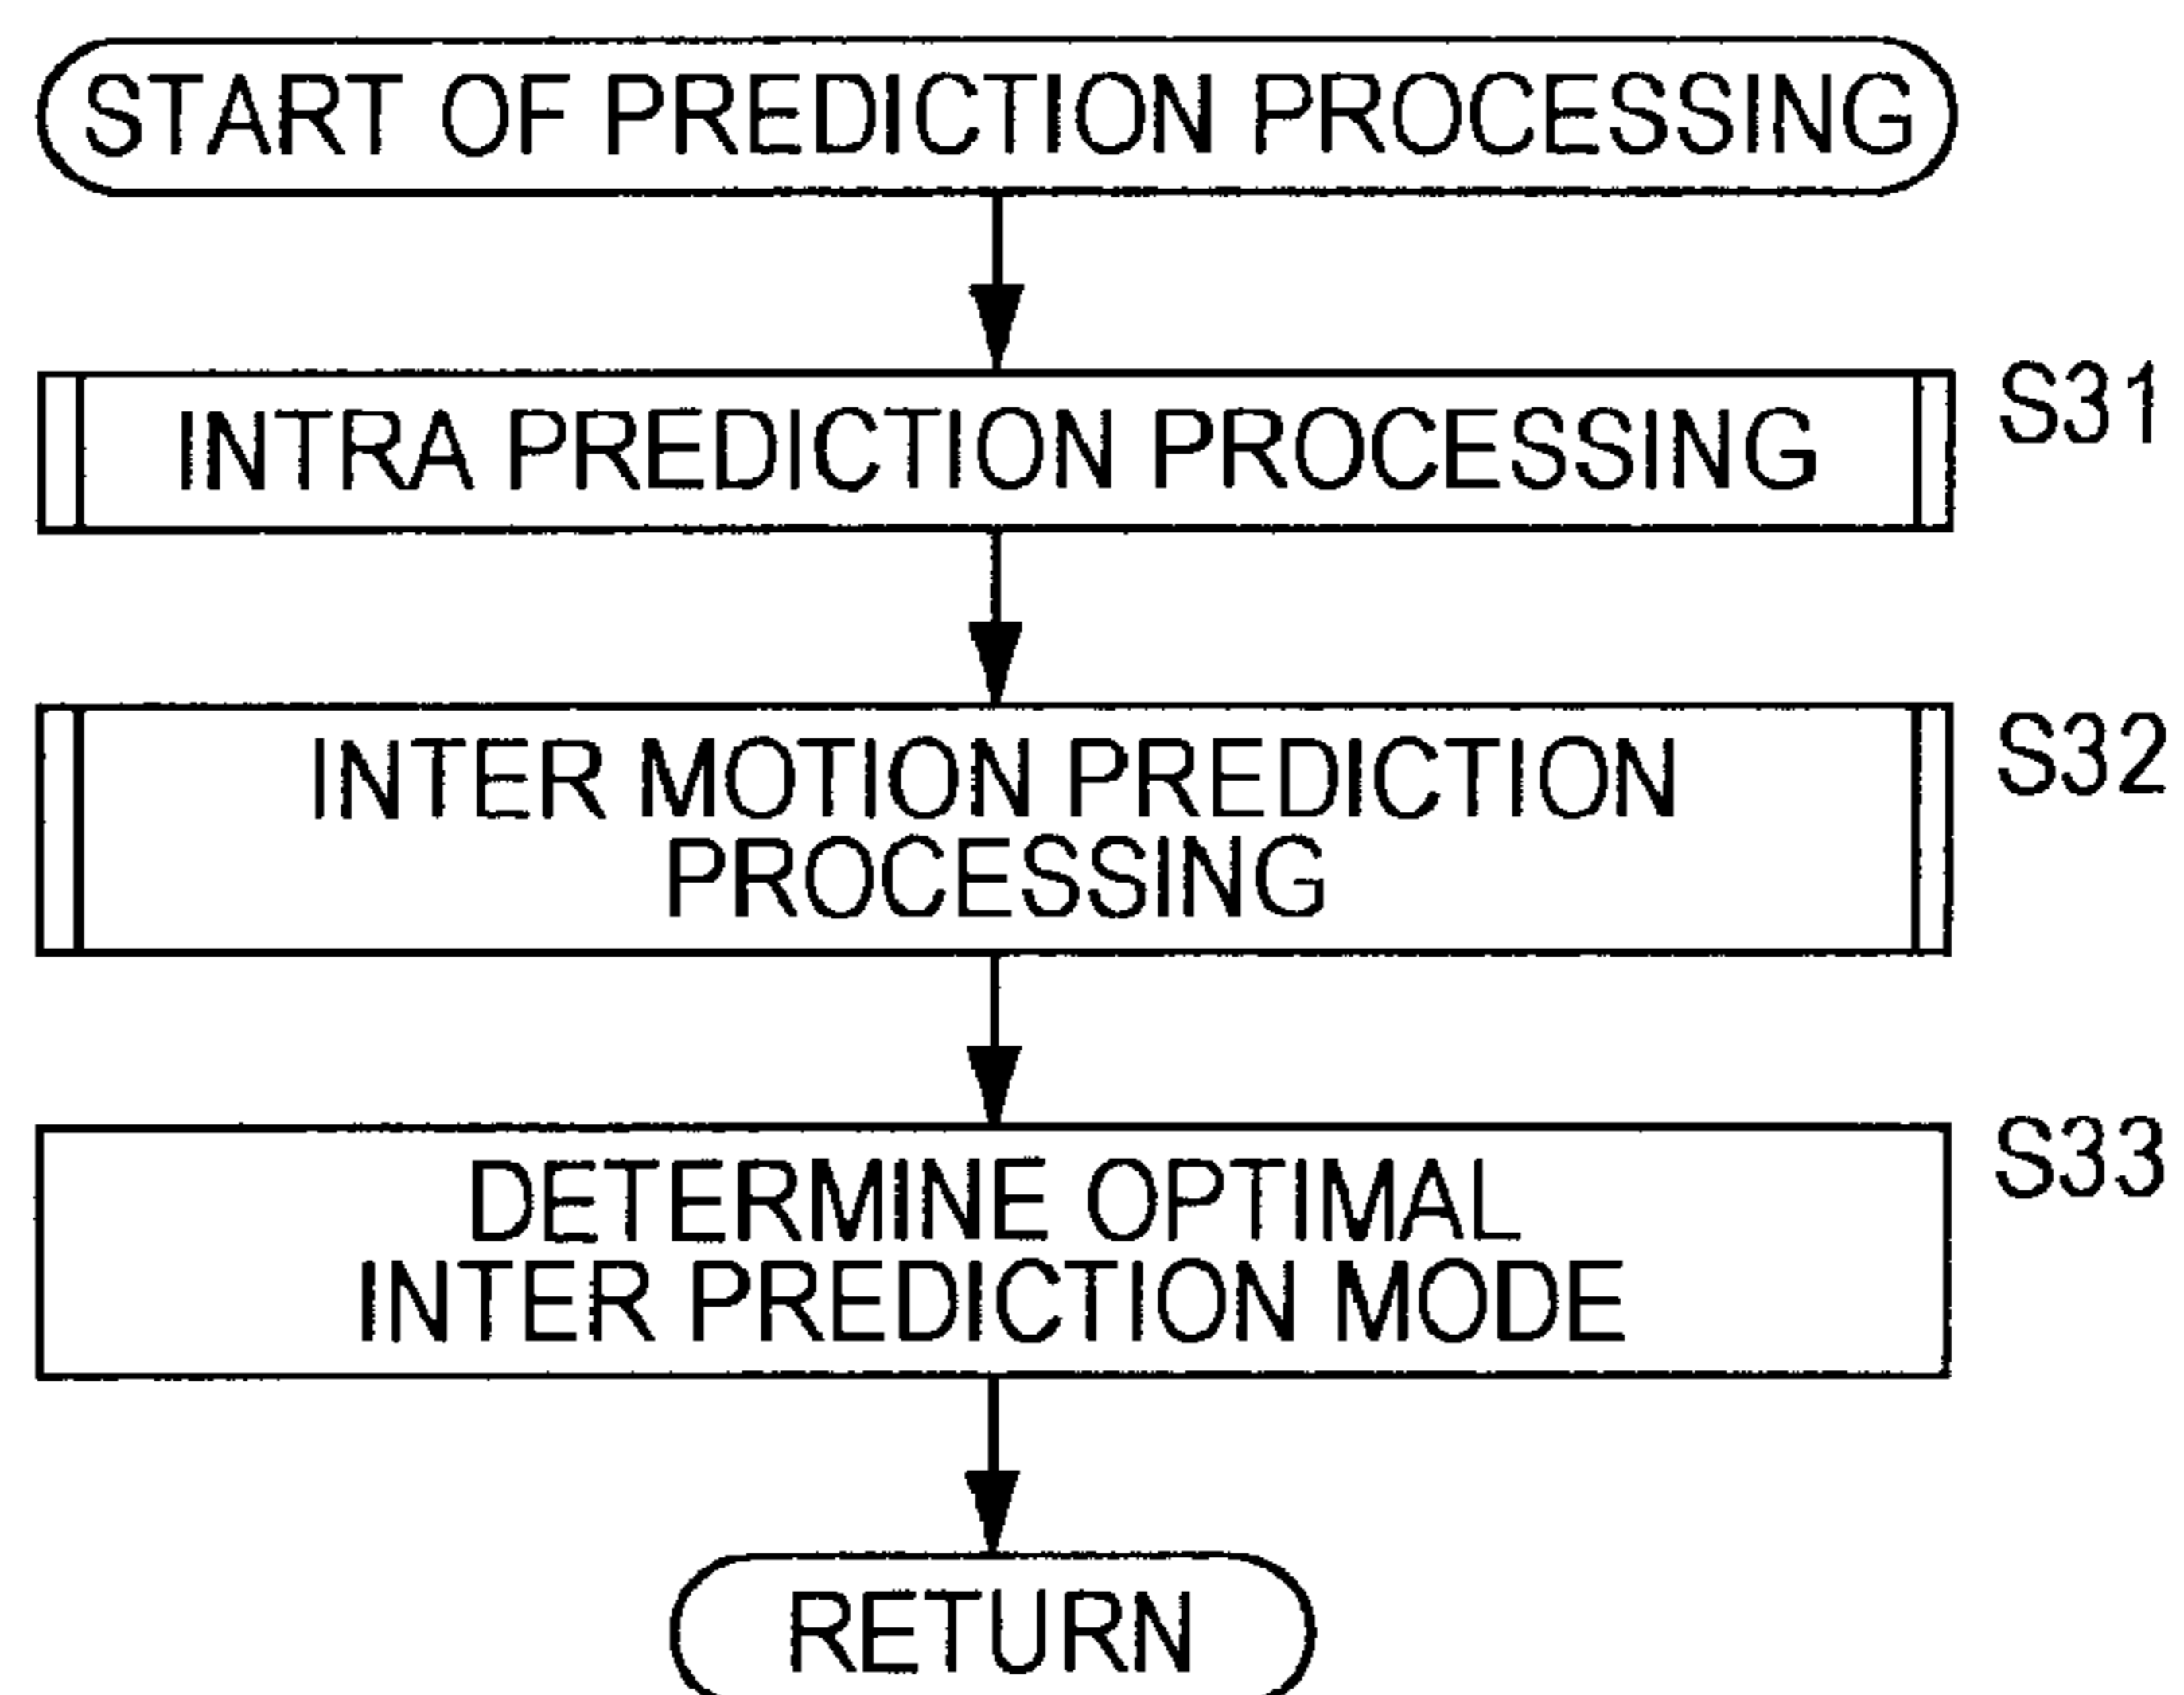 START OF PREDICTION PROCESSING
INTRA PREDICTION PROCESSING
S31
INTER MOTION PREDICTION
PROCESSING
S32
DETERMINE OPTIMAL
INTER PREDICTION MODE
S33
RETURN